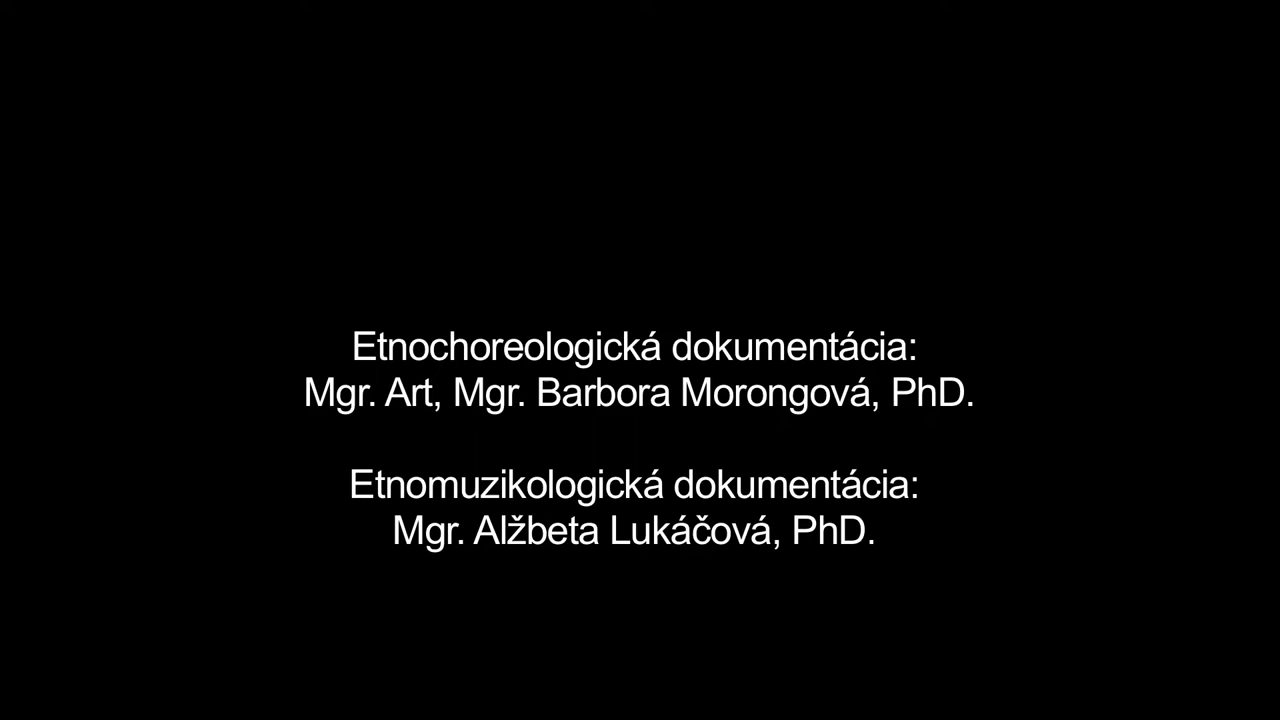 Etnochoreologická dokumentácia:
Mgr. Art, Mgr. Barbora Morongová, PhD.
Etnomuzikologická dokumentácia:
Mgr. Alžbeta Lukáčová, PhD.